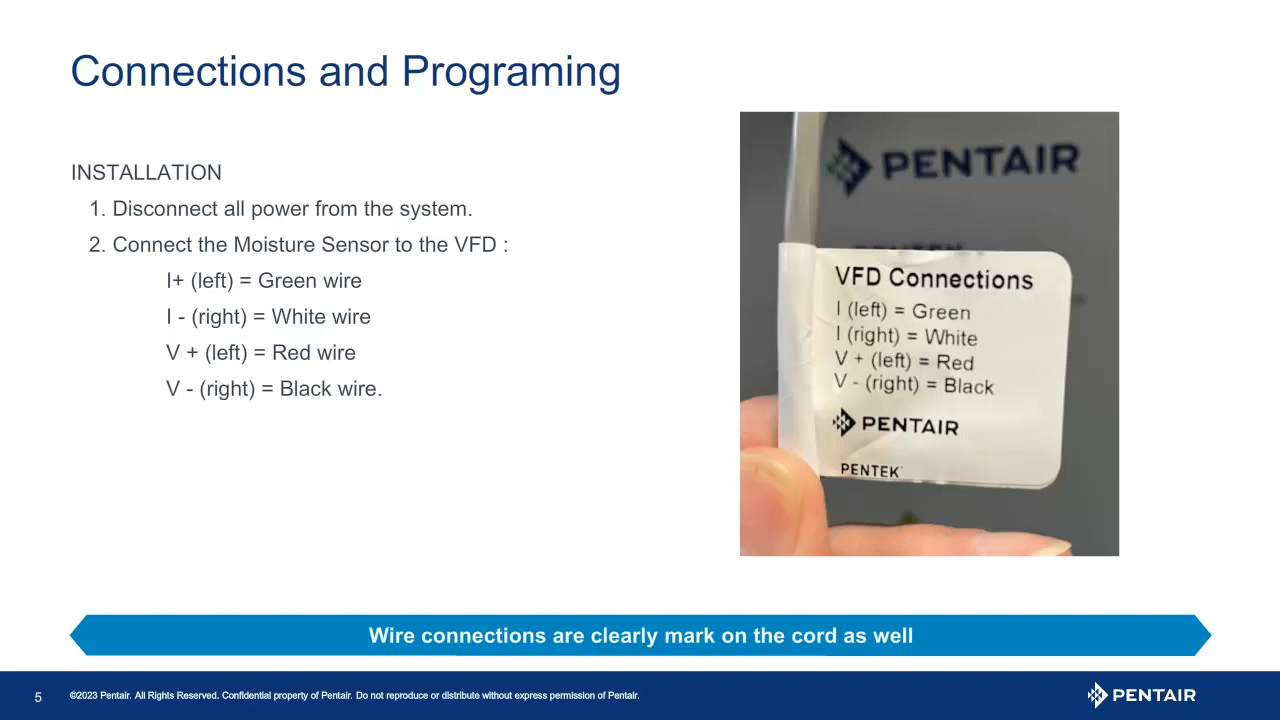 Connections and Programing
INSTALLATION
1. Disconnect all power from the system.
2. Connect the Moisture Sensor to the VFD :
I+ (left) = Green wire
I - (right) = White wire
V + (left) = Red wire
V - (right) = Black wire.
PENTAIR
VFD Connections
I (left) = Green
I (right) = White
V + (left) = Red
V - (right) = Black
PENTAIR
PENTEK
Wire connections are clearly mark on the cord as well
5
©2023 Pentair. All Rights Reserved. Confidential property of Pentair. Do not reproduce or distribute without express permission of Pentair.
PENTAIR